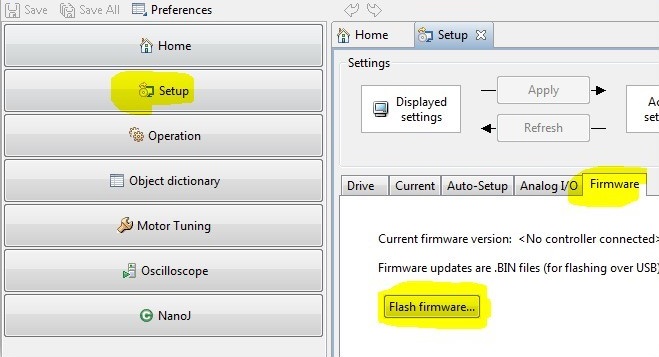 Save Save All Preferences
Home
Setup
Operation
Object dictionary
Motor Tuning
Oscilloscope
NanoJ
Home Setup
Settings
Displayed
settings
Apply
Refresh
Drive Current Auto-Setup Analog I/O Firmware
Current firmware version: <No controller connected>
Firmware updates are .BIN files (for flashing over USB)
Flash firmware...